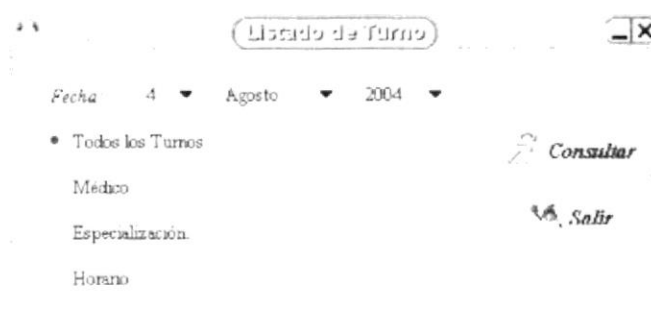 Listado de Turno
Fecha 4 Agosto 2004
Todos los Turnos
Consultar
Médico
Salir
Especialización.
Horario